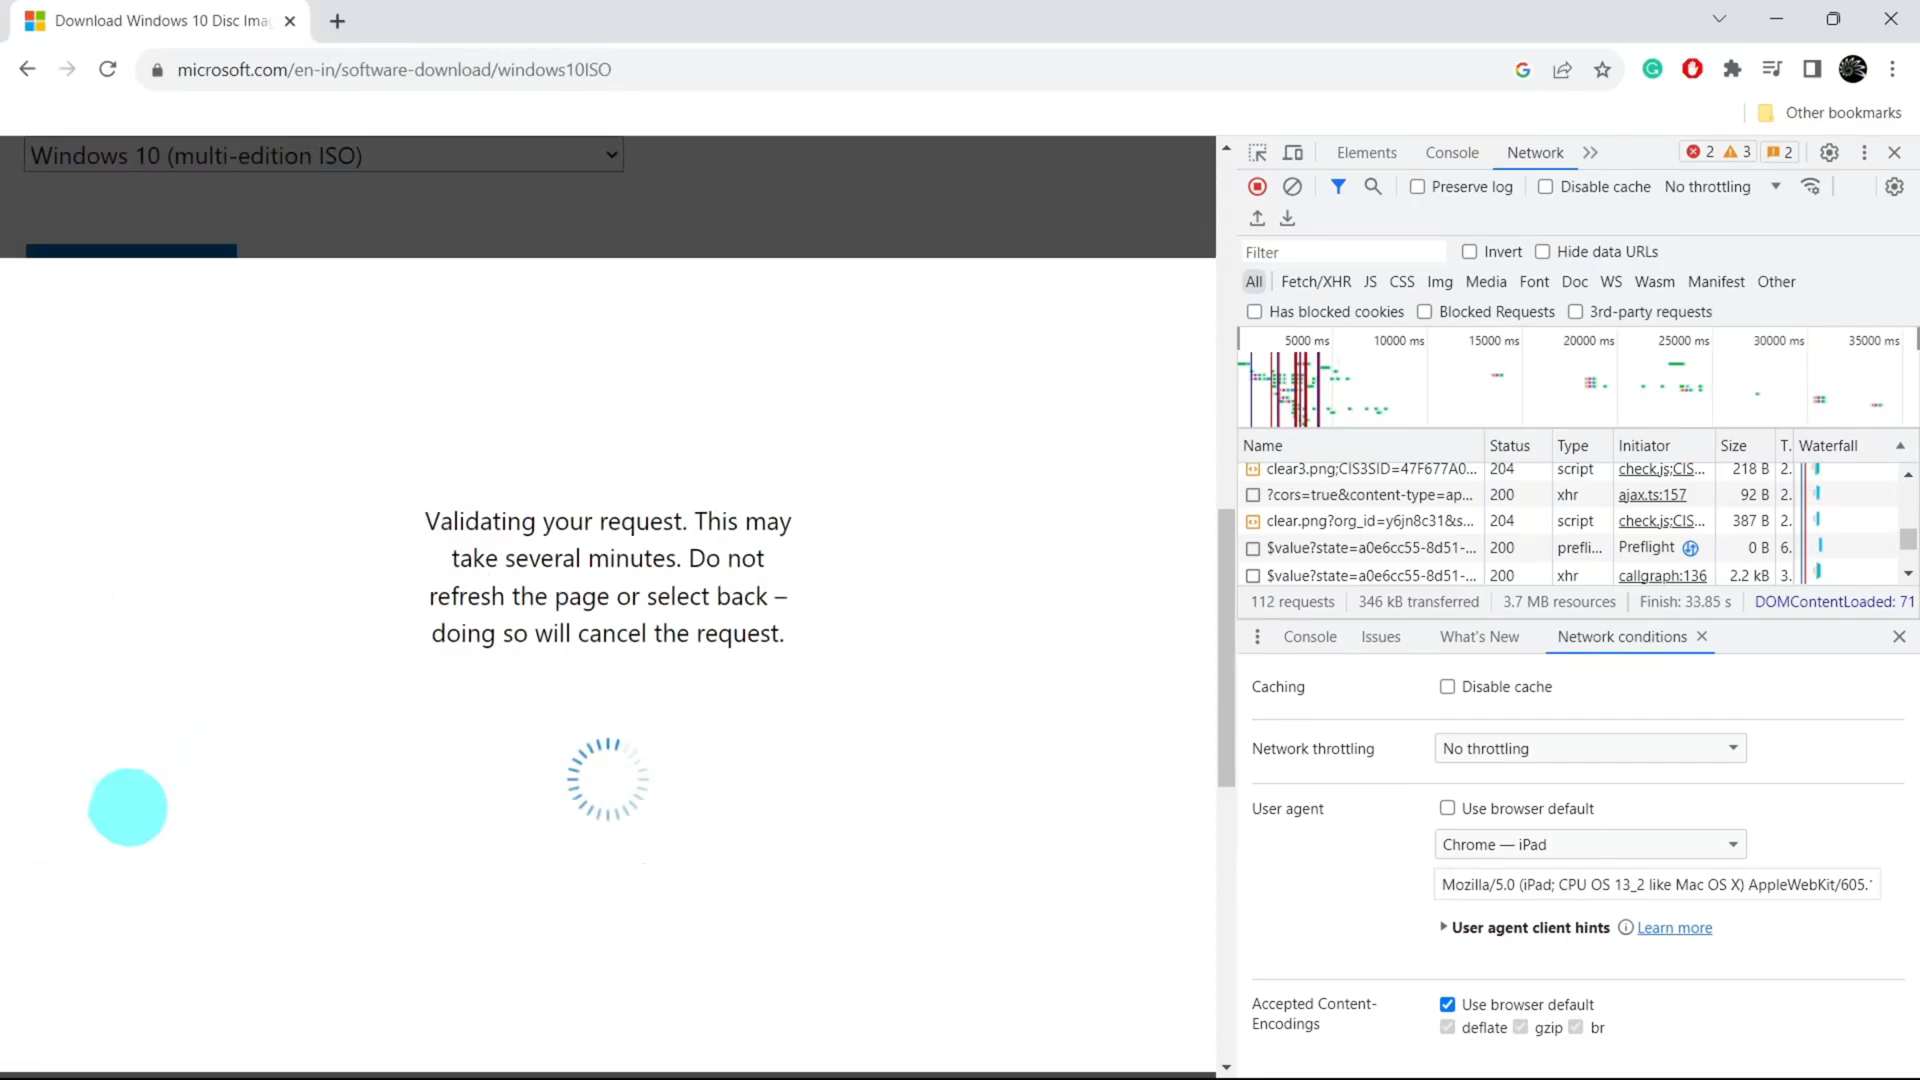 Download Windows 10 Disc Ima
microsoft.com/en-in/software-download/windows10ISO
Other bookmarks
Windows 10 (multi-edition ISO)
Validating your request. This may
take several minutes. Do not
refresh the page or select back –
doing so will cancel the request.
Elements Console Network 2 3 2
Preserve log Disable cache No throttling
Filter Invert Hide data URLs
All Fetch/XHR JS CSS Img Media Font Doc WS Wasm Manifest Other
Has blocked cookies Blocked Requests 3rd-party requests
5000 ms 10000 ms 15000 ms 20000 ms 25000 ms 30000 ms 35000 ms
Name Status Type Initiator Size T. Waterfall
clear3.png;CIS3SID=47F677A0... 204 script check.js;CIS... 218 B 2.
?cors=true&content-type=ap... 200 xhr ajax.ts:157 92 B 2.
clear.png?org_id=y6jn8c31&s... 204 script check.js;CIS... 387 B 2.
$value?state=a0e6cc55-8d51-... 200 prefli... Preflight 0 B 6.
$value?state=a0e6cc55-8d51-... 200 xhr callgraph:136 2.2 kB 3.
112 requests 346 kB transferred 3.7 MB resources Finish: 33.85 s DOMContentLoaded: 71
Console Issues What's New Network conditions
Caching Disable cache
Network throttling No throttling
User agent Use browser default
Chrome — iPad
Mozilla/5.0 (iPad; CPU OS 13_2 like Mac OS X) AppleWebKit/605.
User agent client hints Learn more
Accepted Content-
Encodings
Use browser default
deflate gzip br